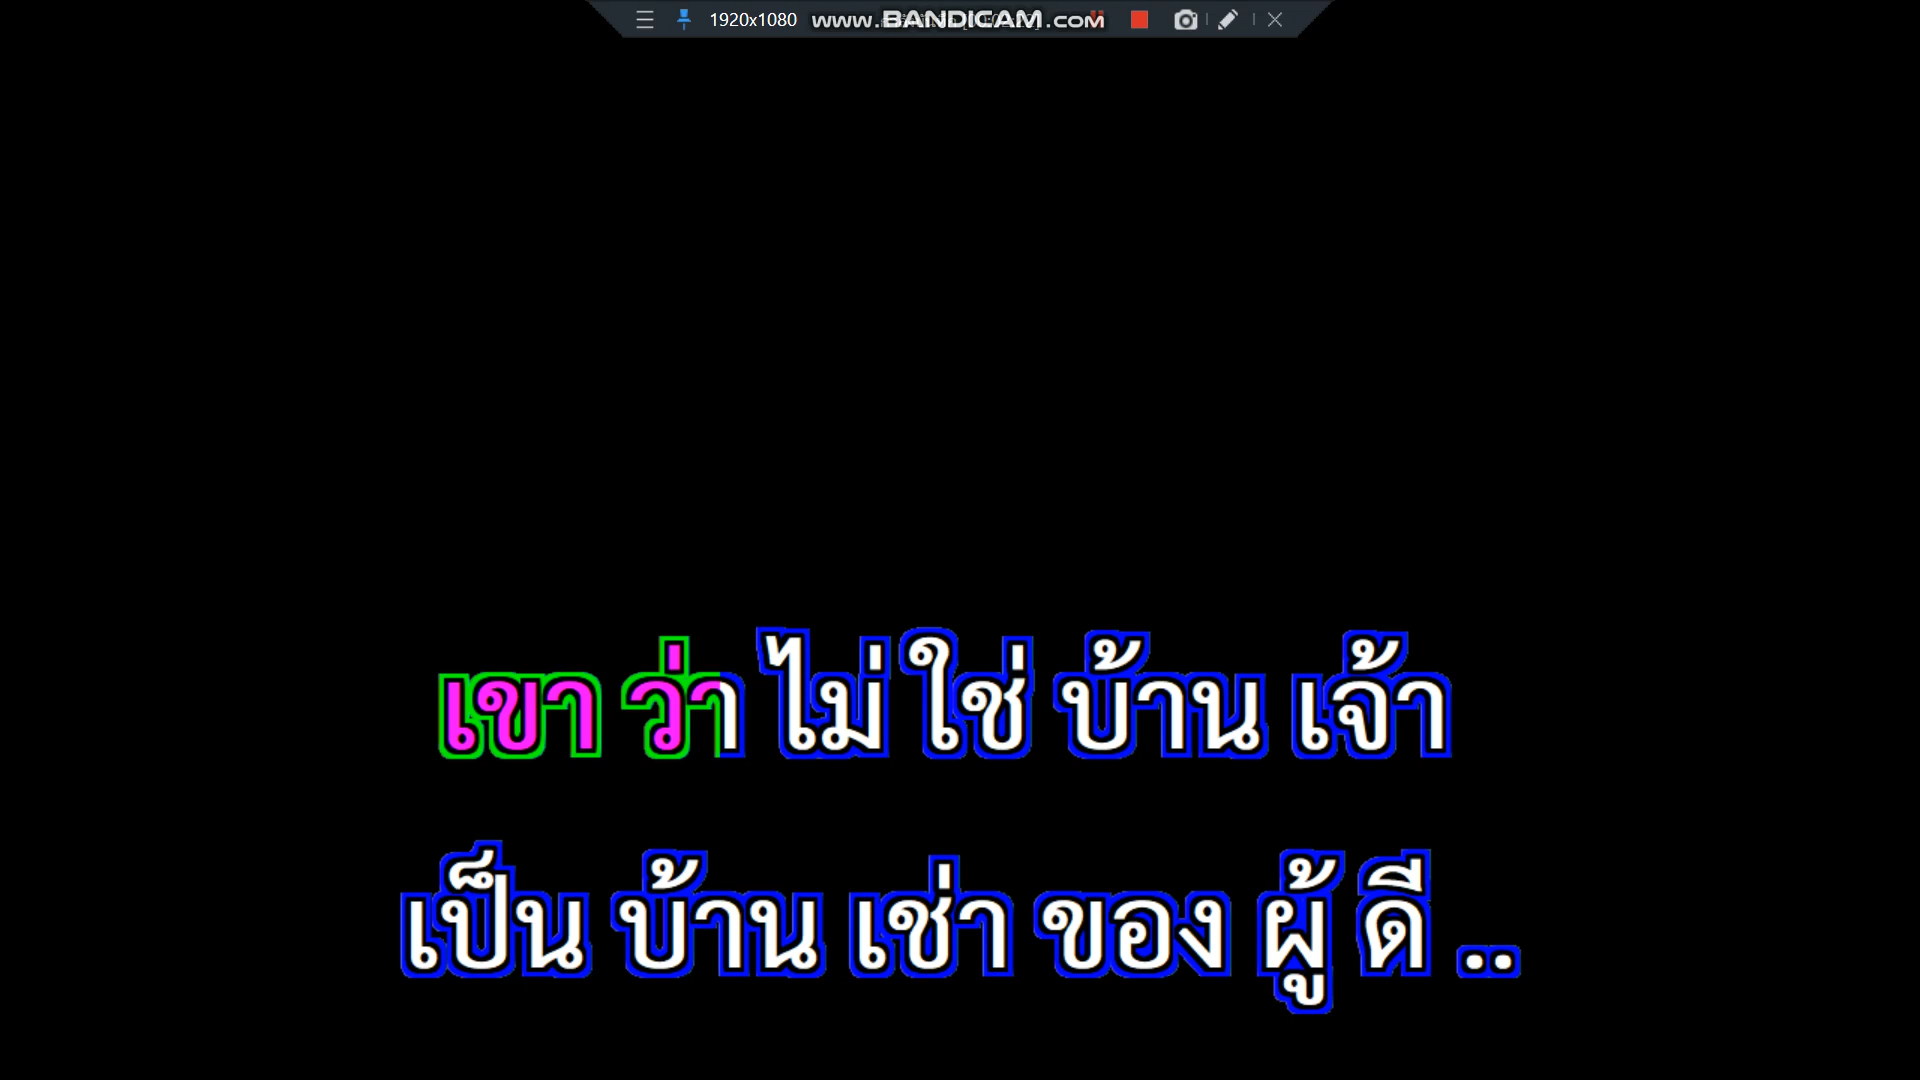 1920x1080 www.BANDICAM.com
เขา ว่า ไม่ ใช่ บ้าน เจ้า
เป็น บ้าน เช่า ของ ผู้ ดี ..